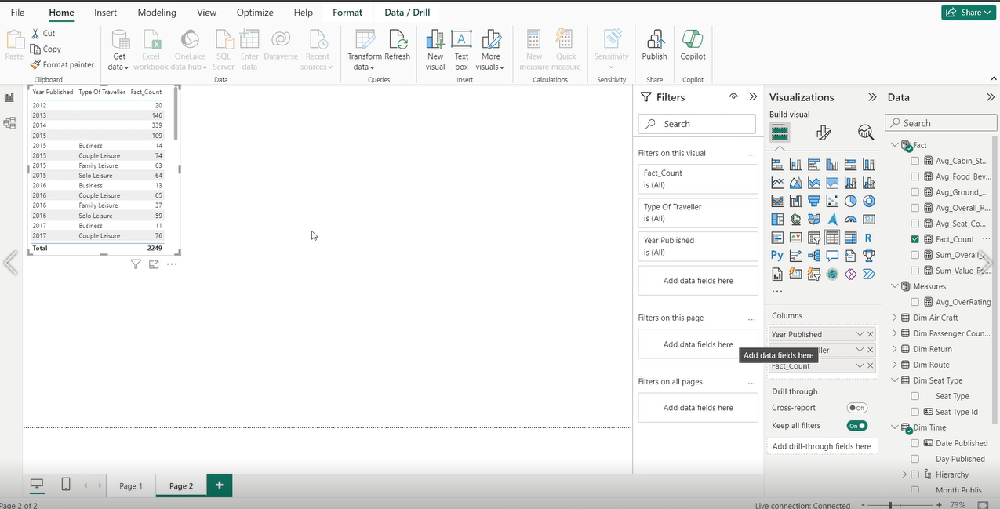 File Home Insert Modeling View Optimize Help Format Data / Drill Share
Paste Cut Copy Format painter
Clipboard
Get data Excel workbook OneLake data hub SQL Server Enter data Dataverse Recent sources
Data
Transform data Refresh
Queries
New visual Text box More visuals
Insert
New measure Quick measure
Calculations
Sensitivity
Sensitivity
Publish
Share
Copilot
Copilot
Year Published Type Of Traveller Fact_Count
2012 20
2013 146
2014 339
2015 109
2015 Business 14
2015 Couple Leisure 74
2015 Family Leisure 63
2015 Solo Leisure 64
2016 Business 13
2016 Couple Leisure 65
2016 Family Leisure 37
2016 Solo Leisure 59
2017 Business 11
2017 Couple Leisure 76
Total 2249
Filters
Search
Filters on this visual ...
Fact_Count
is (All)
Type Of Traveller
is (All)
Year Published
is (All)
Add data fields here
Filters on this page ...
Add data fields here
Filters on all pages ...
Add data fields here
Visualizations
Build visual
123
R
Py
...
Columns
Year Published
ller
Add data fields here
Fact_Count
Drill through
Cross-report Off
Keep all filters On
Add drill-through fields here
Data
Search
Fact
Avg_Cabin_St...
Avg_Food_Bev...
Avg_Ground_...
Avg_Overall_R...
Avg_Seat_Co...
Fact_Count ...
Sum_Overall_
Sum_Value_Fo...
Measures
Avg_OverRating
Dim Air Craft
Dim Passenger Coun...
Dim Return
Dim Route
Dim Seat Type
Seat Type
Seat Type Id
Dim Time
Date Published
Day Published
Hierarchy
Month Publis
Page 1 Page 2 +
Page 2 of 2
Live connection: Connected - + 73%